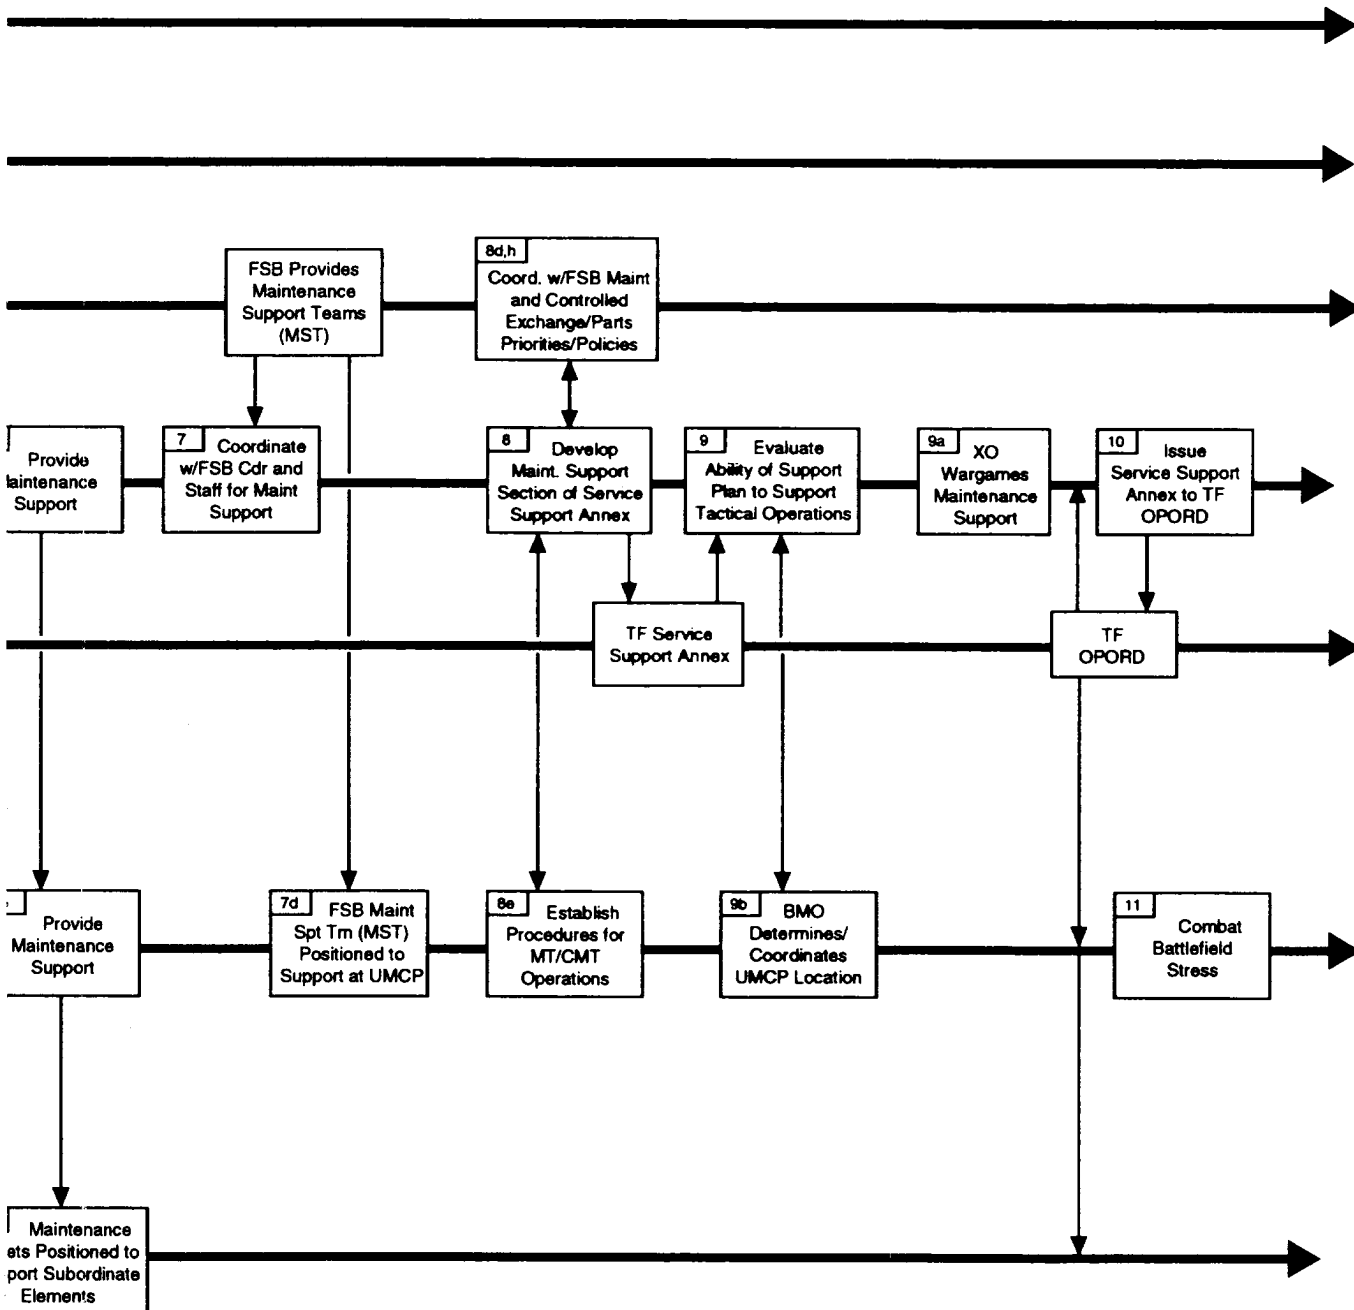 FSB Provides
Maintenance
Support Teams
(MST)
8d,h
Coord. w/FSB Maint
and Controlled
Exchange/Parts
Priorities/Policies
Provide
Maintenance
Support
7 Coordinate
w/FSB Cdr and
Staff for Maint
Support
8 Develop
Maint. Support
Section of Service
Support Annex
9 Evaluate
Ability of Support
Plan to Support
Tactical Operations
9a XO
Wargames
Maintenance
Support
10 Issue
Service Support
Annex to TF
OPORD
TF Service
Support Annex
TF
OPORD
Provide
Maintenance
Support
7d FSB Maint
Spt Tm (MST)
Positioned to
Support at UMCP
8e Establish
Procedures for
MT/CMT
Operations
9b BMO
Determines/
Coordinates
UMCP Location
11 Combat
Battlefield
Stress
Maintenance
ets Positioned to
port Subordinate
Elements